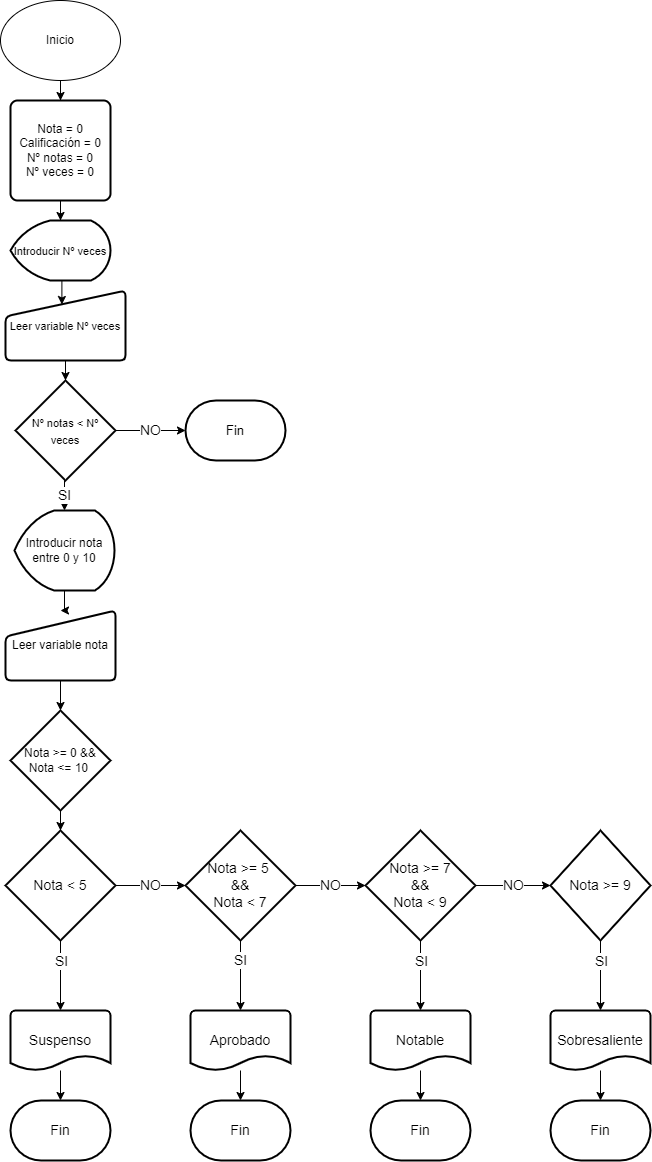 Inicio
Nota = 0
Calificación = 0
Nº notas = 0
Nº veces = 0
Introducir Nº veces
Leer variable Nº veces
Nº notas < Nº
veces
NO
Fin
SI
Introducir nota
entre 0 y 10
Leer variable nota
Nota >= 0 &&
Nota <= 10
Nota < 5
NO
Nota >= 5
&&
Nota < 7
NO
Nota >= 7
&&
Nota < 9
NO
Nota >= 9
SI
SI
SI
SI
Suspenso
Aprobado
Notable
Sobresaliente
Fin
Fin
Fin
Fin